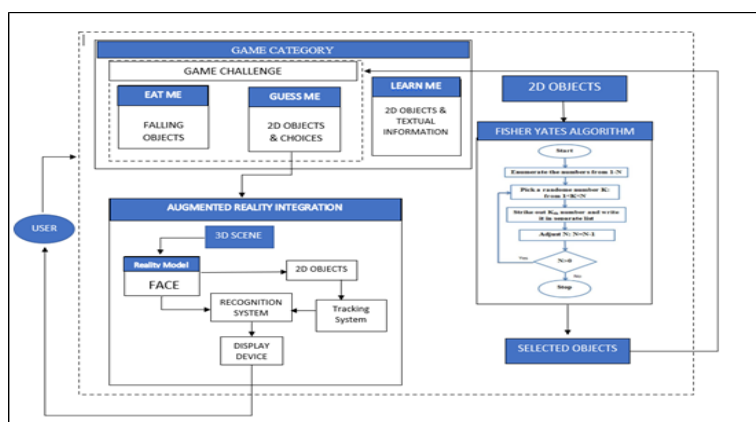 GAME CATEGORY
GAME CHALLENGE
EAT ME
FALLING
OBJECTS
GUESS ME
2D OBJECTS
& CHOICES
LEARN ME
2D OBJECTS &
TEXTUAL
INFORMATION
2D OBJECTS
FISHER YATES ALGORITHM
Start
Enumerate the numbers from 1-N
Pick a randome number K:
from 1<K<N
Strike out Kth number and write
it in separate list
Adjust N: N=N-1
N>0
Yes
No
Stop
SELECTED OBJECTS
USER
AUGMENTED REALITY INTEGRATION
3D SCENE
Reality Model
FACE
2D OBJECTS
RECOGNITION
SYSTEM
Tracking
System
DISPLAY
DEVICE